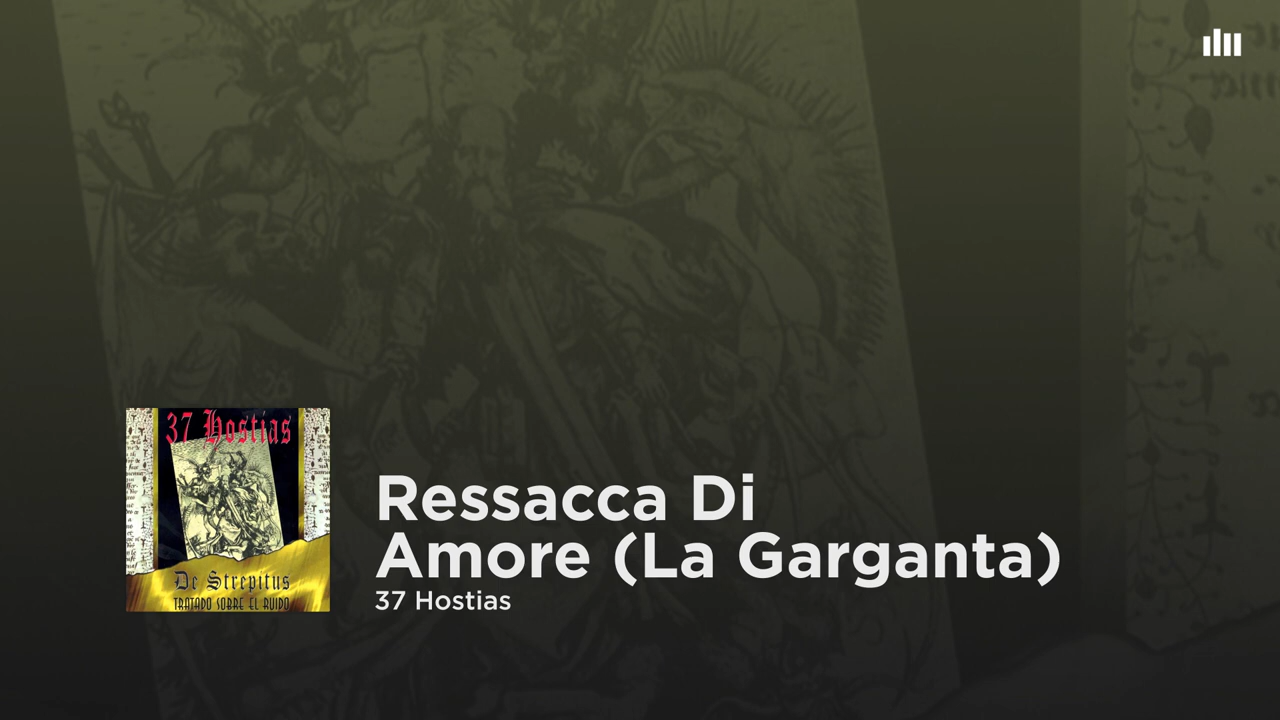 37 Hostias
De Strepitus
TRATADO SOBRE EL RUIDO
Ressacca Di
Amore (La Garganta)
37 Hostias